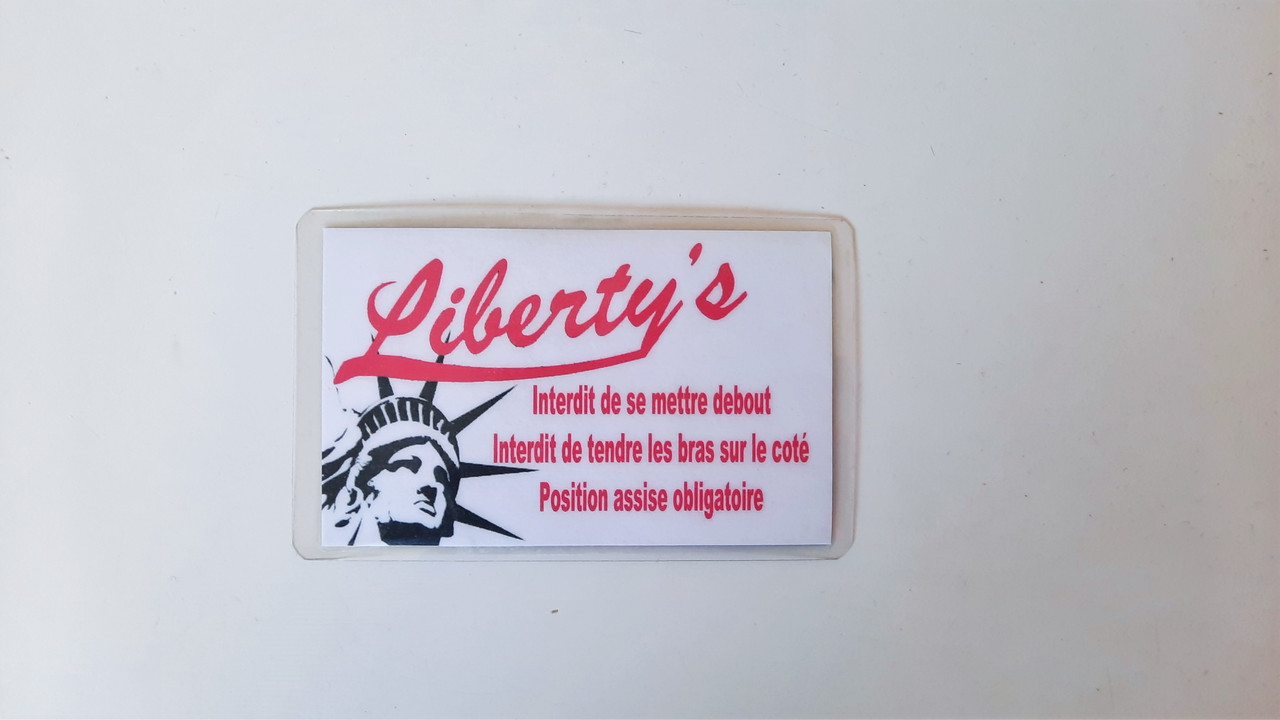 Liberty's
Interdit de se mettre debout
Interdit de tendre les bras sur le coté
Position assise obligatoire